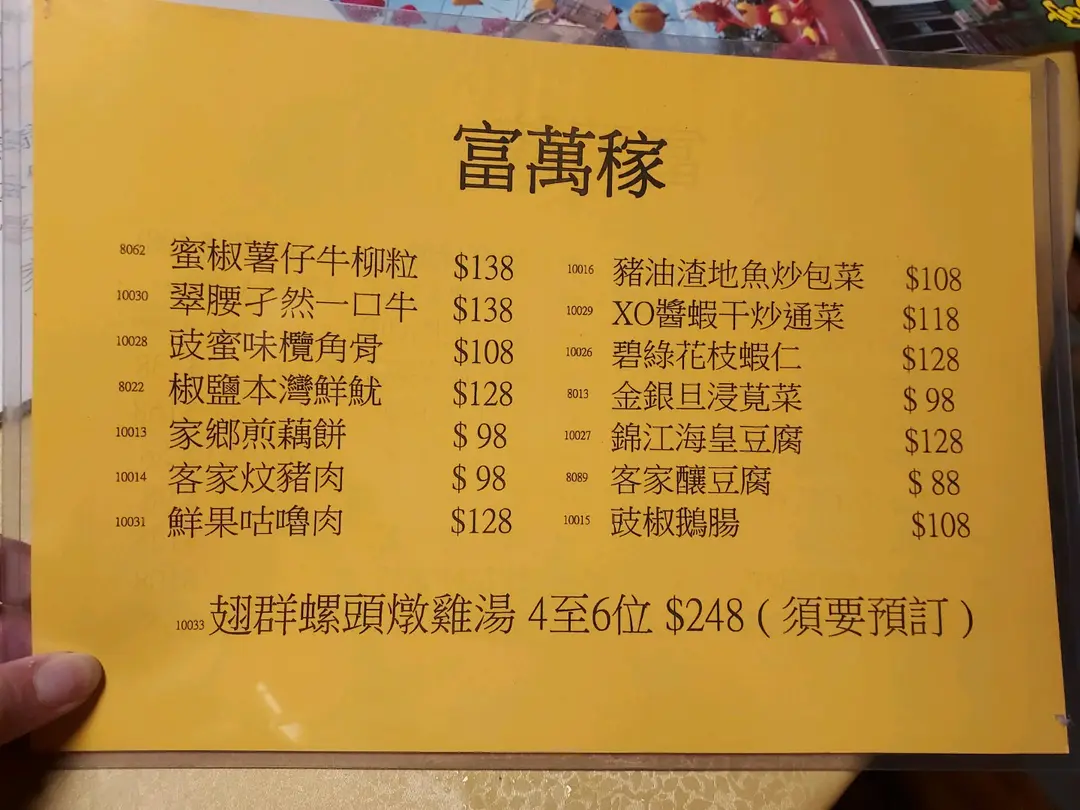 富萬稼
8062 蜜椒薯仔牛柳粒 $138
10030 翠腰孑然一口牛 $138
10028 豉蜜味欖角骨 $108
8022 椒鹽本灣鮮魷 $128
10013 家鄉煎藕餅 $ 98
10014 客家炆豬肉 $ 98
10031 鮮果咕嚕肉 $128
10016 豬油渣地魚炒包菜 $108
10029 XO醬蝦干炒通菜 $118
10026 碧綠花枝蝦仁 $128
8013 金銀旦浸莧菜 $ 98
10027 錦江海皇豆腐 $128
8089 客家釀豆腐 $ 88
10015 豉椒鵝腸 $108
10033 翅群螺頭燉雞湯 4至6位 $248 ( 須要預訂 )